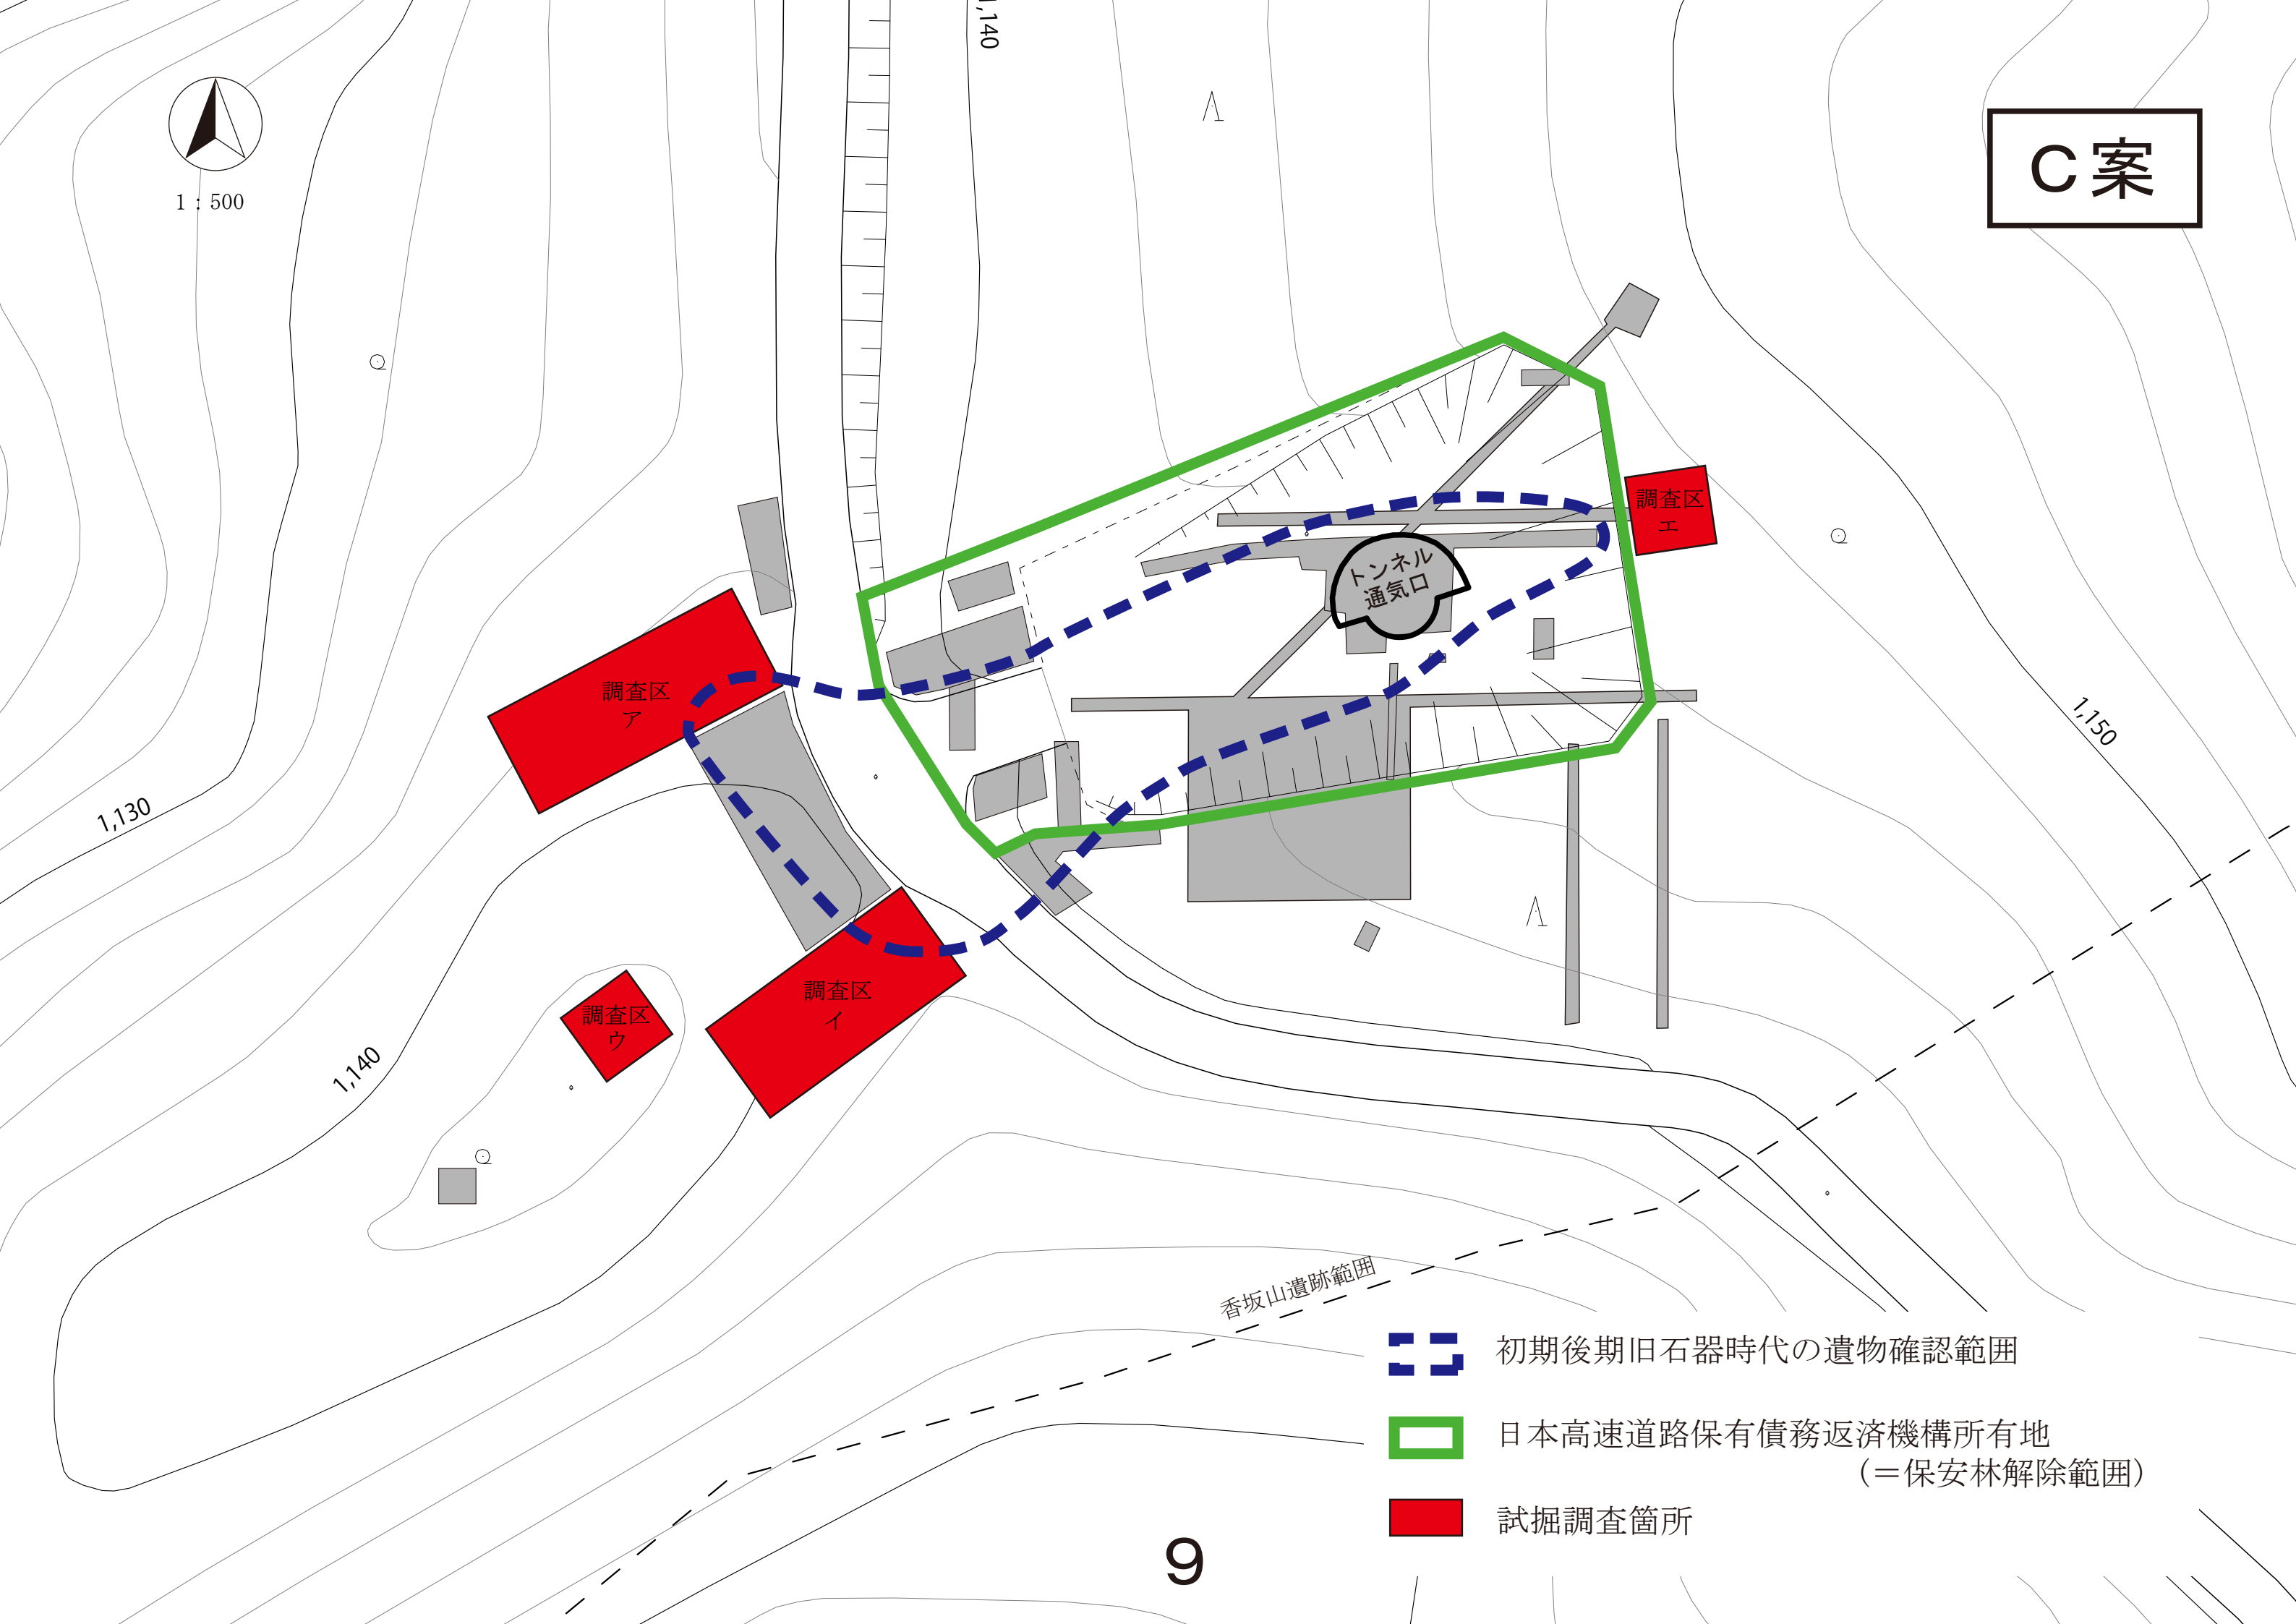 1,140
C案
1：500
調査区
エ
トンネル
通気口
調査区
ア
1,150
1,130
調査区
イ
調査区
ウ
1,140
香坂山遺跡範囲
初期後期旧石器時代の遺物確認範囲
日本高速道路保有債務返済機構所有地
（＝保安林解除範囲）
試掘調査箇所
9